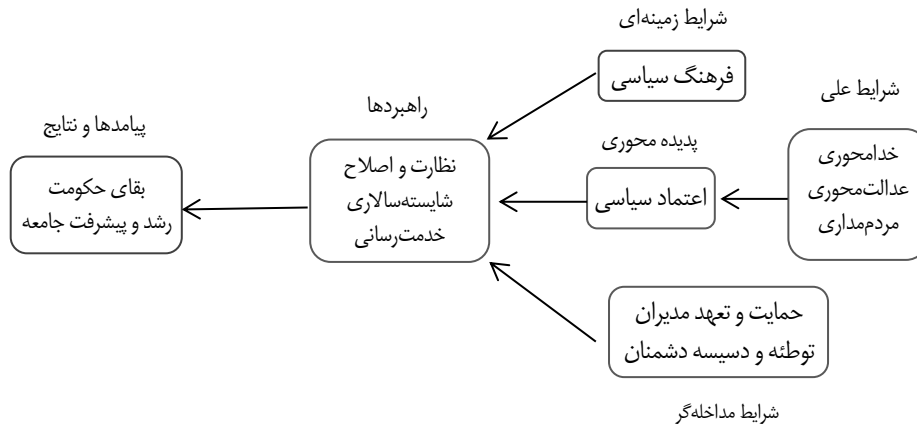 شرایط زمینه‌ای
فرهنگ سیاسی
شرایط علی
خدامحوری
عدالت‌محوری
مردم‌مداری
راهبردها
نظارت و اصلاح
شایسته‌سالاری
خدمت‌رسانی
پدیده محوری
اعتماد سیاسی
پیامدها و نتایج
بقای حکومت
رشد و پیشرفت جامعه
حمایت و تعهد مدیران
توطئه و دسیسه دشمنان
شرایط مداخله‌گر